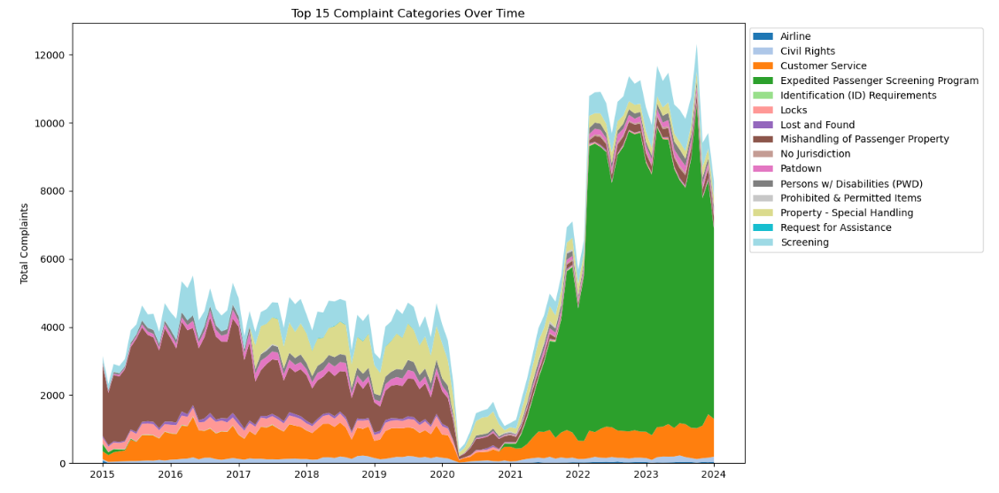 Top 15 Complaint Categories Over Time
Total Complaints
12000
10000
8000
6000
4000
2000
0
2015 2016 2017 2018 2019 2020 2021 2022 2023 2024
Airline
Civil Rights
Customer Service
Expedited Passenger Screening Program
Identification (ID) Requirements
Locks
Lost and Found
Mishandling of Passenger Property
No Jurisdiction
Patdown
Persons w/ Disabilities (PWD)
Prohibited & Permitted Items
Property - Special Handling
Request for Assistance
Screening